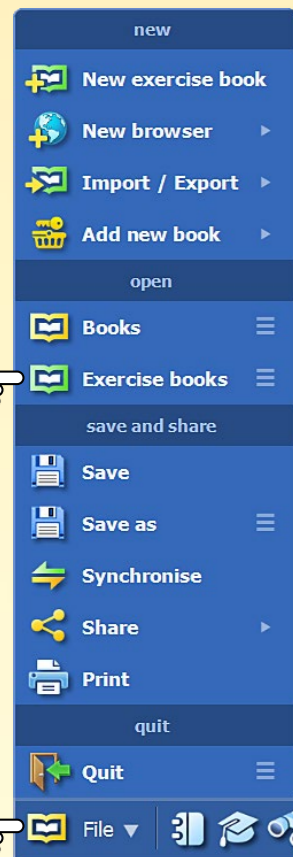 new
New exercise book
New browser
Import / Export
Add new book
open
Books
Exercise books
save and share
Save
Save as
Synchronise
Share
Print
quit
Quit
File